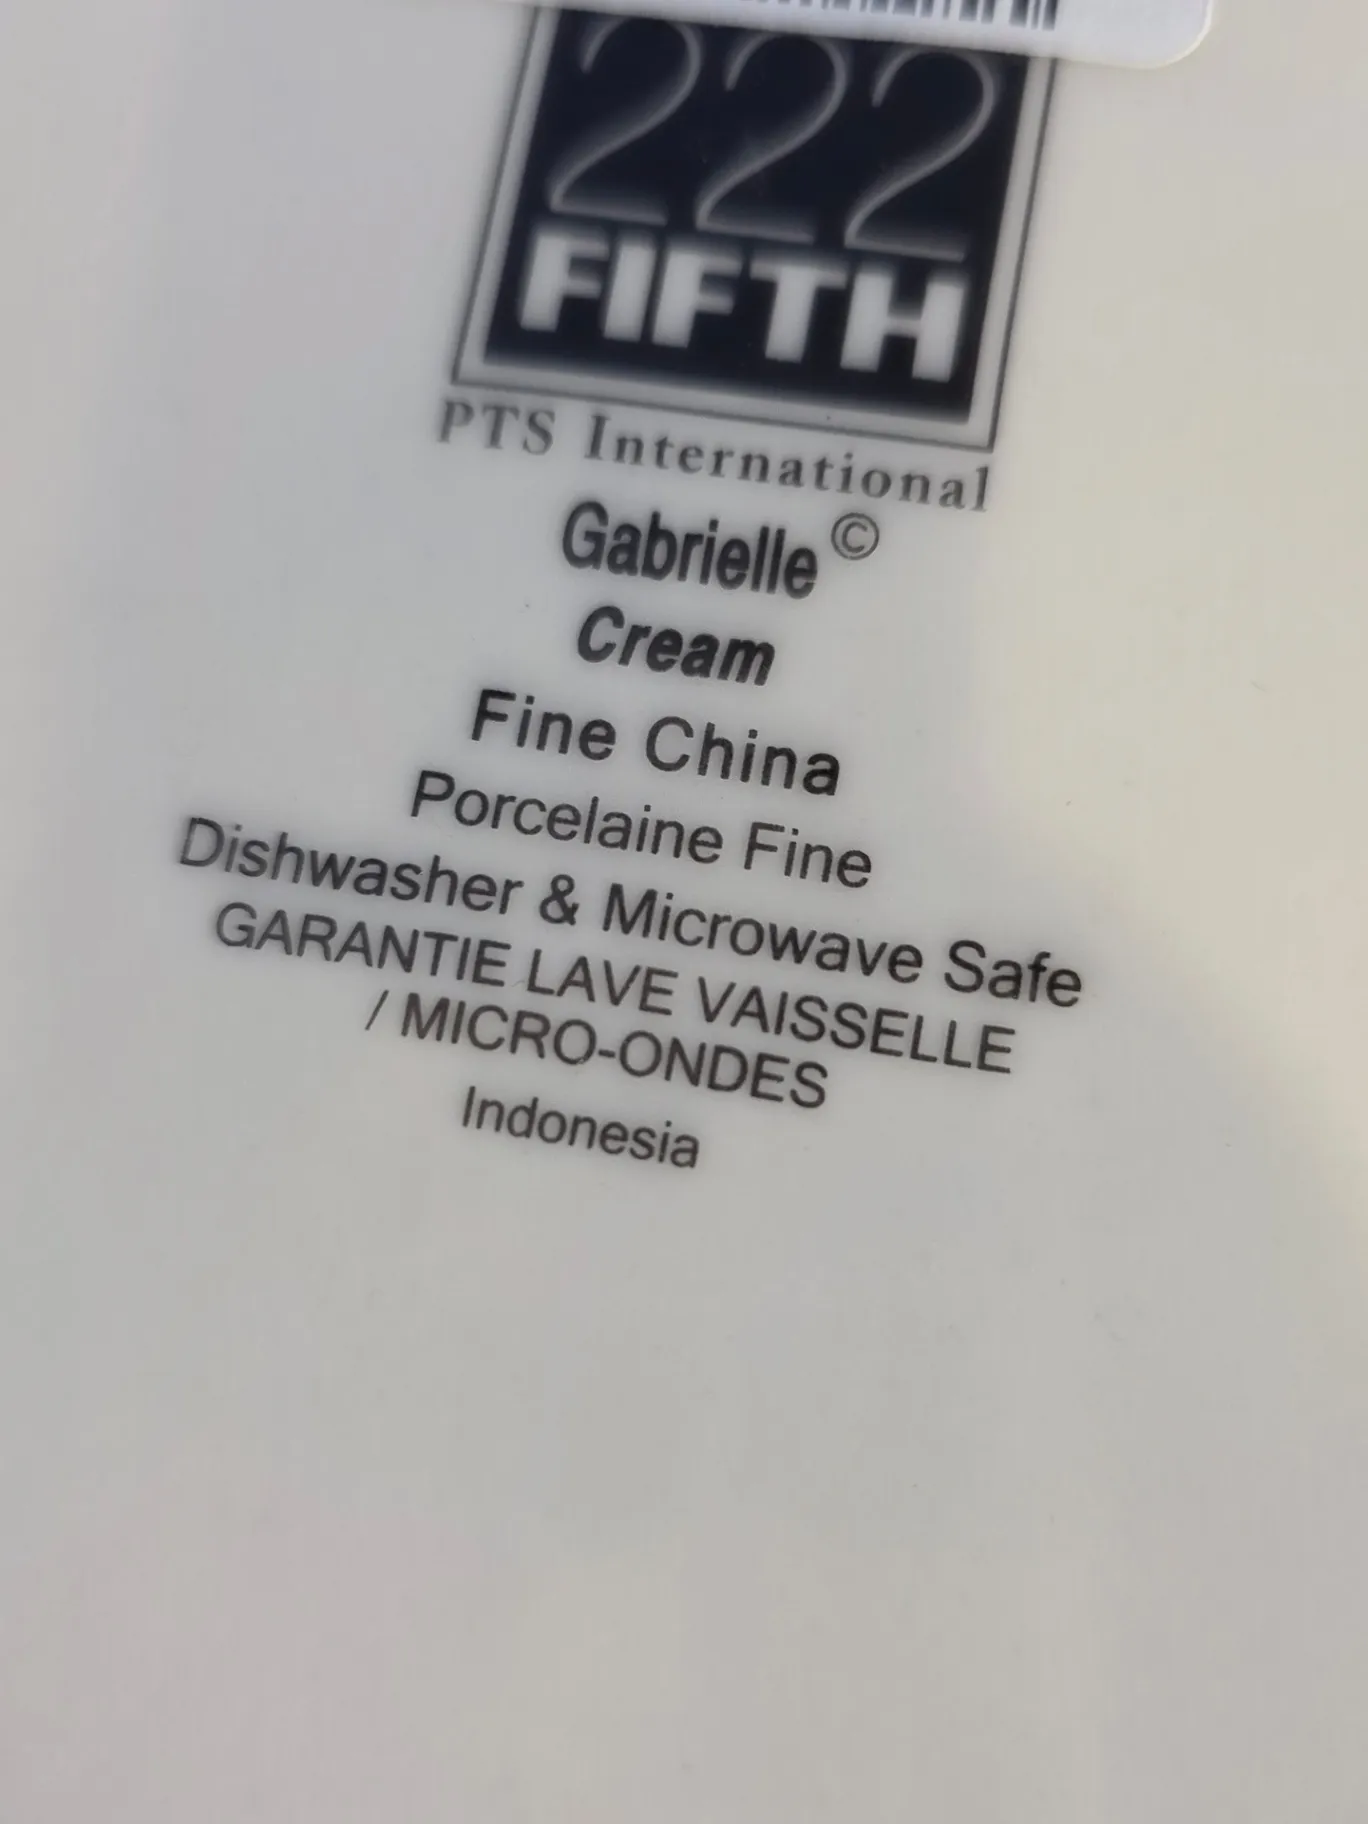 222
FIFTH
PTS International
Gabrielle ©
Cream
Fine China
Porcelaine Fine
Dishwasher & Microwave Safe
GARANTIE LAVE VAISSELLE
/ MICRO-ONDES
Indonesia